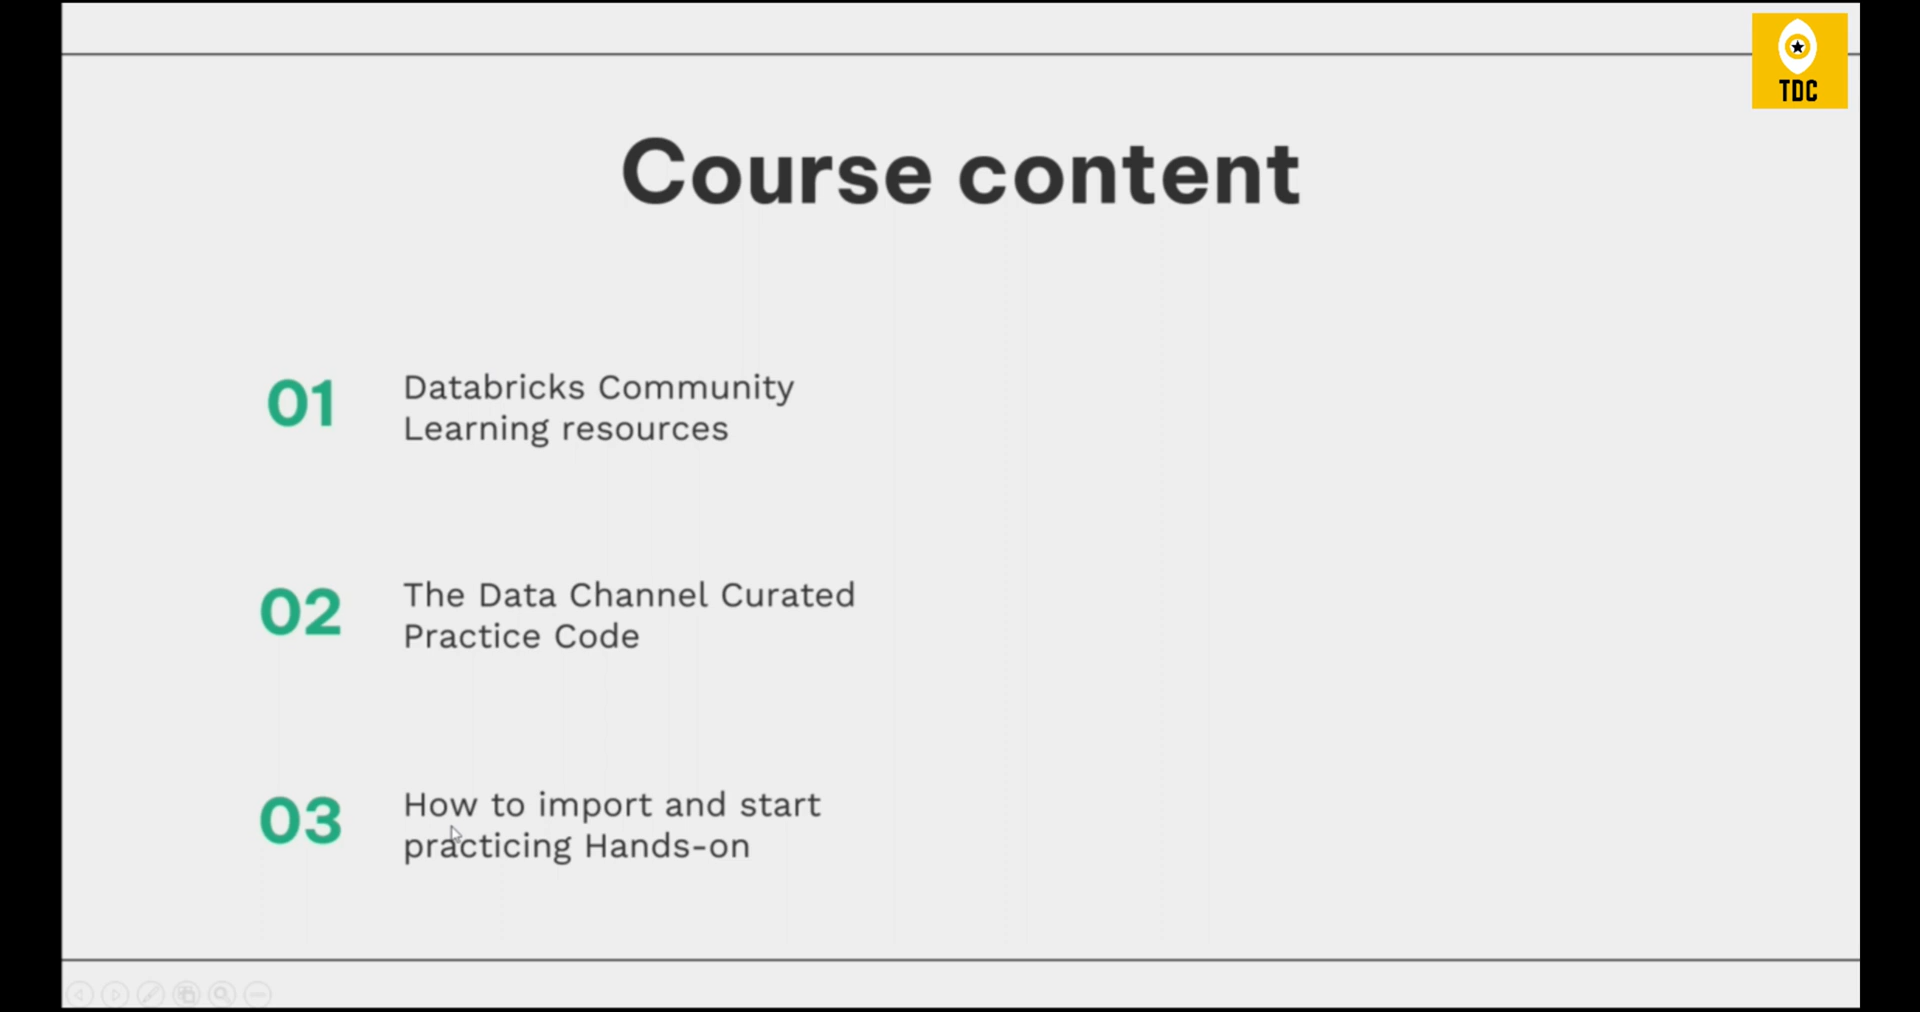 TDC
Course content
01
Databricks Community
Learning resources
02
The Data Channel Curated
Practice Code
03
How to import and start
practicing Hands-on